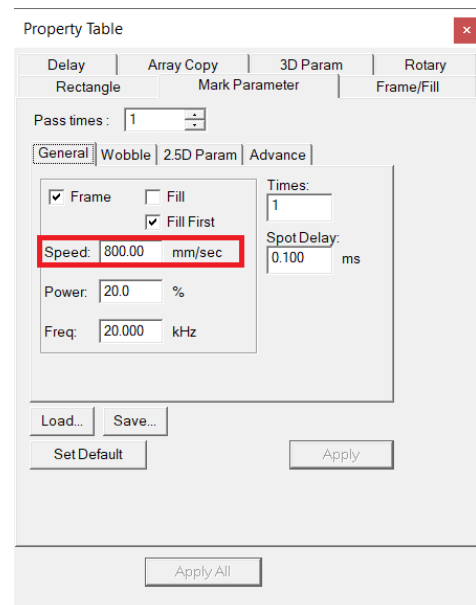 Property Table
Delay Array Copy 3D Param Rotary
Rectangle Mark Parameter Frame/Fill
Pass times : 1
General Wobble 2.5D Param Advance
Frame Fill Times:
Fill First 1
Speed: 800.00 mm/sec Spot Delay:
0.100 ms
Power: 20.0 %
Freq: 20.000 kHz
Load... Save...
Set Default Apply
Apply All